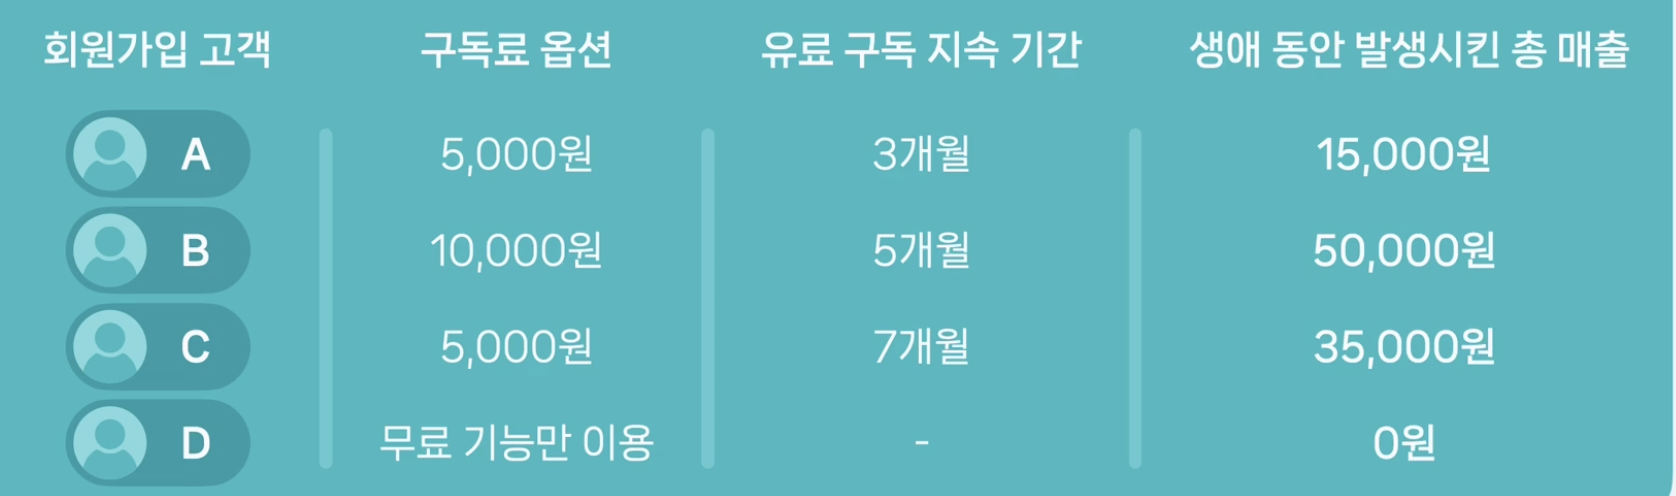 회원가입 고객 구독료 옵션 유료 구독 지속 기간 생애 동안 발생시킨 총 매출
A 5,000원 3개월 15,000원
B 10,000원 5개월 50,000원
C 5,000원 7개월 35,000원
D 무료 기능만 이용 - 0원